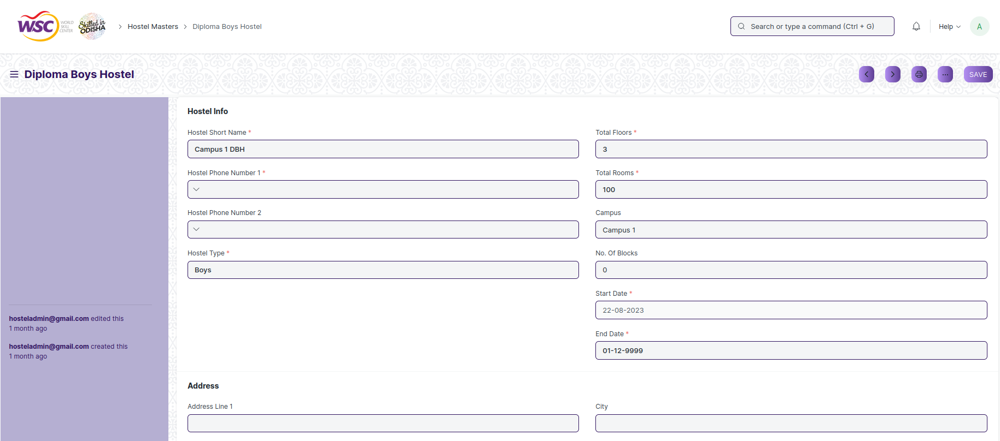 WSC WORLD SKILL CENTER
Skilled in ODISHA
Hostel Masters
Diploma Boys Hostel
Search or type a command (Ctrl + G)
Help
A
Diploma Boys Hostel
SAVE
hosteladmin@gmail.com edited this
1 month ago
hosteladmin@gmail.com created this
1 month ago
Hostel Info
Hostel Short Name *
Campus 1 DBH
Hostel Phone Number 1 *
Hostel Phone Number 2
Hostel Type *
Boys
Total Floors *
3
Total Rooms *
100
Campus
Campus 1
No. Of Blocks
0
Start Date *
22-08-2023
End Date *
01-12-9999
Address
Address Line 1
City